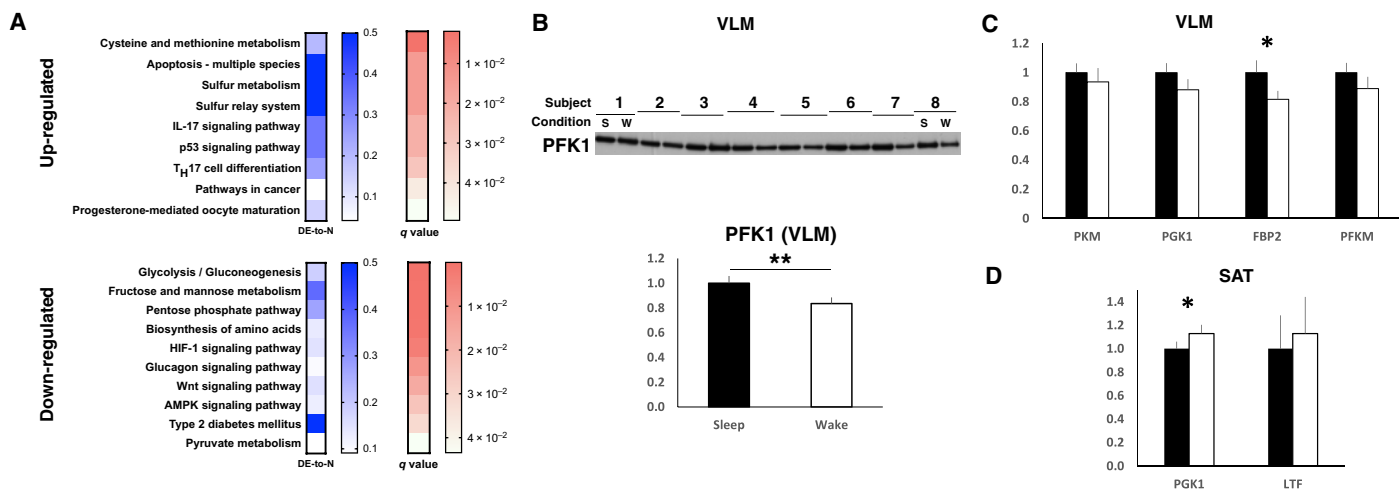 A
Up-regulated
Cysteine and methionine metabolism
Apoptosis - multiple species
Sulfur metabolism
Sulfur relay system
IL-17 signaling pathway
p53 signaling pathway
TH17 cell differentiation
Pathways in cancer
Progesterone-mediated oocyte maturation
DE-to-N
0.5
0.4
0.3
0.2
0.1
q value
1 × 10⁻²
2 × 10⁻²
3 × 10⁻²
4 × 10⁻²
Down-regulated
Glycolysis / Gluconeogenesis
Fructose and mannose metabolism
Pentose phosphate pathway
Biosynthesis of amino acids
HIF-1 signaling pathway
Glucagon signaling pathway
Wnt signaling pathway
AMPK signaling pathway
Type 2 diabetes mellitus
Pyruvate metabolism
DE-to-N
0.5
0.4
0.3
0.2
0.1
q value
1 × 10⁻²
2 × 10⁻²
3 × 10⁻²
4 × 10⁻²
B
VLM
Subject 1 2 3 4 5 6 7 8
Condition S W S W
PFK1
PFK1 (VLM)
**
1.2
1.0
0.8
0.6
0.4
0.2
0.0
Sleep Wake
C
VLM
*
1.2
1
0.8
0.6
0.4
0.2
0
PKM PGK1 FBP2 PFKM
D
SAT
*
1.4
1.2
1.0
0.8
0.6
0.4
0.2
0.0
PGK1 LTF